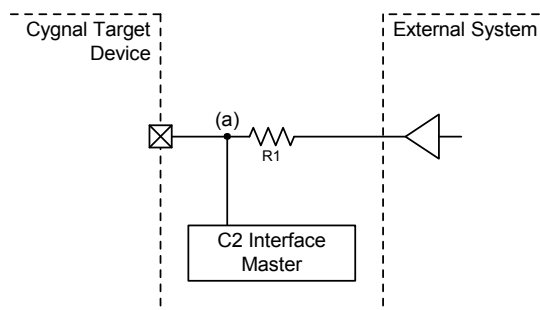 Cygnal Target
Device
External System
(a)
R1
C2 Interface
Master